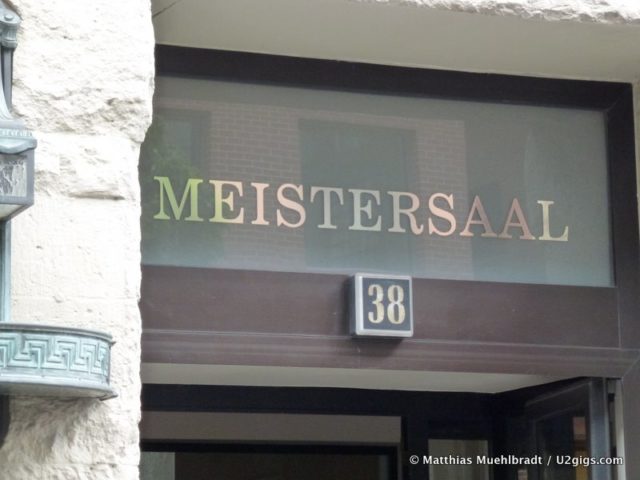 MEISTERSAAL
38
© Matthias Muehlbradt / U2gigs.com